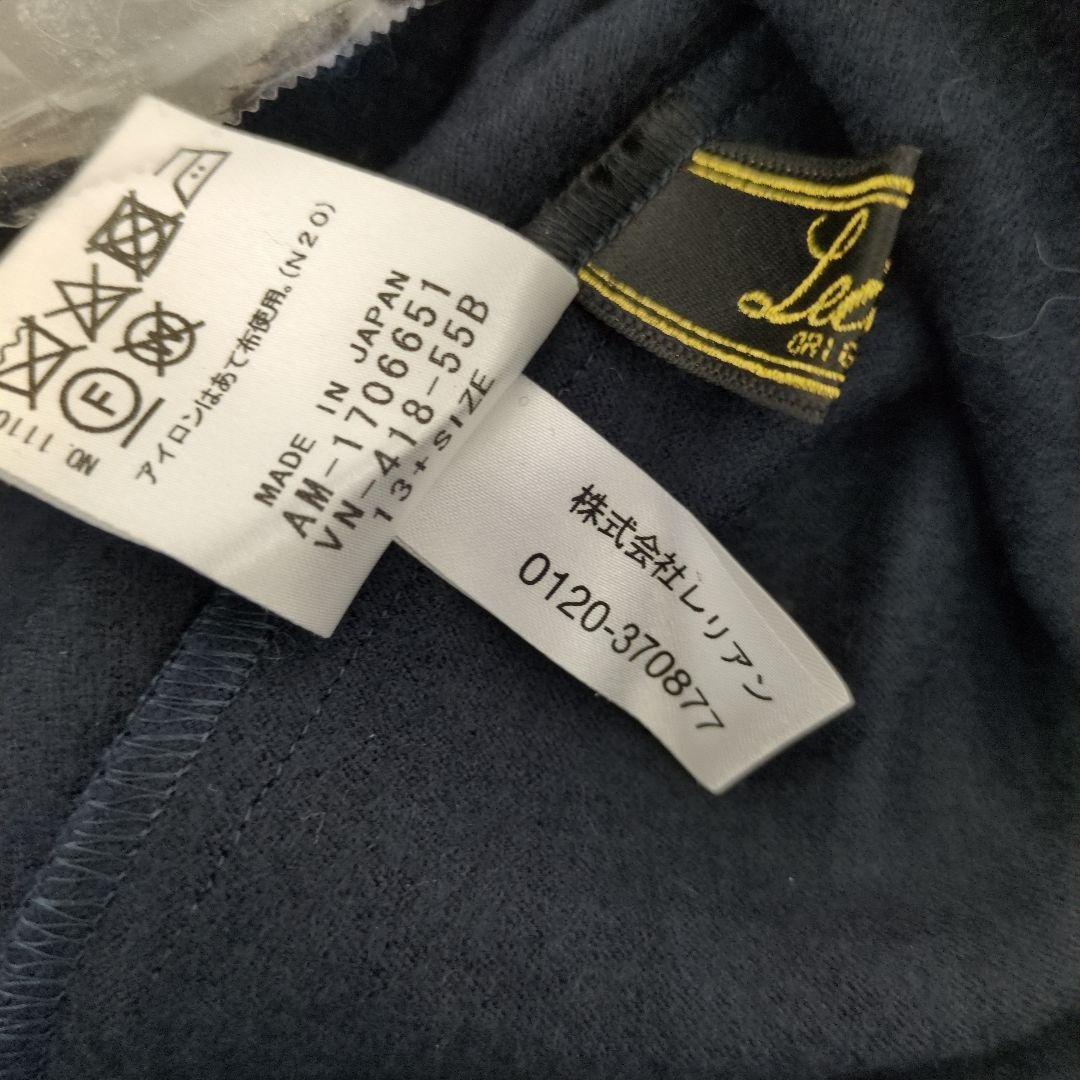 W
F
NO. 1110
アイロンはあて布使用。(N20)
MADE IN JAPAN
AM-1706651
VN-418-55B
13+SIZE
株式会社レリアン
0120-370877